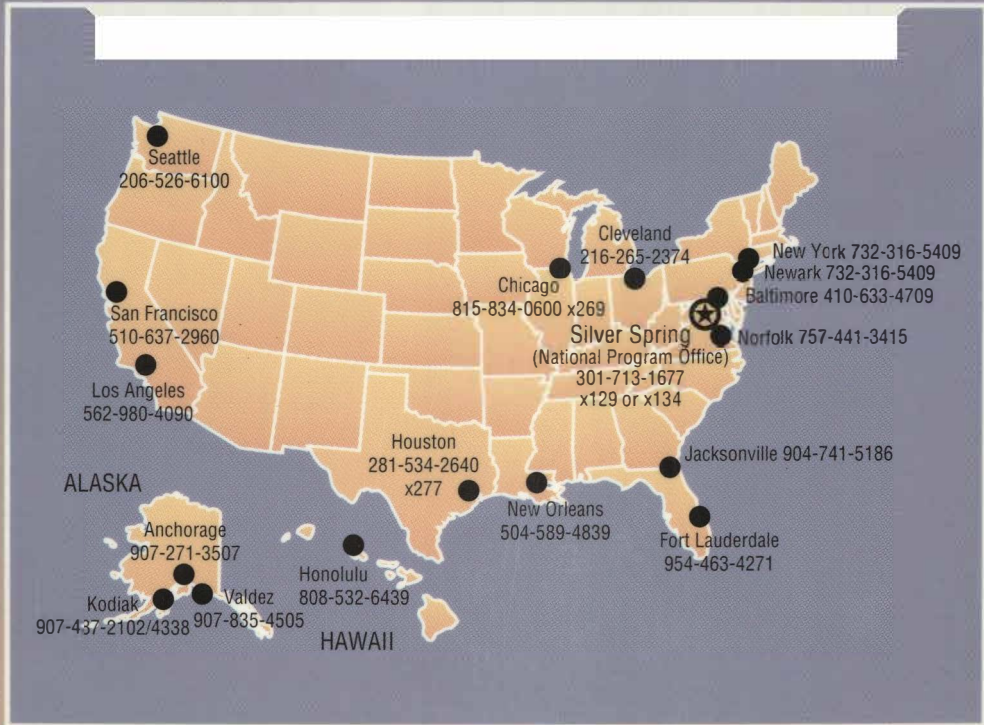 Seattle
206-526-6100
San Francisco
510-637-2960
Los Angeles
562-980-4090
Cleveland
216-265-2374
Chicago
815-834-0600 x269
New York 732-316-5409
Newark 732-316-5409
Baltimore 410-633-4709
Silver Spring
(National Program Office)
301-713-1677
x129 or x134
Norfolk 757-441-3415
Houston
281-534-2640
x277
New Orleans
504-589-4839
Jacksonville 904-741-5186
Fort Lauderdale
954-463-4271
ALASKA
Anchorage
907-271-3507
Kodiak
907-437-2102/4338
Valdez
907-835-4505
Honolulu
808-532-6439
HAWAII